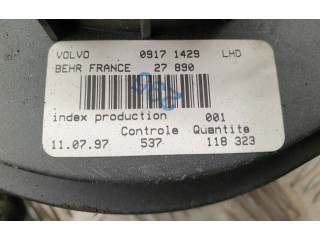 VOLVO 0917 1429 LHD
BEHR FRANCE 27 890
index production 001
Controle Quantite
11.07.97 537 118 323